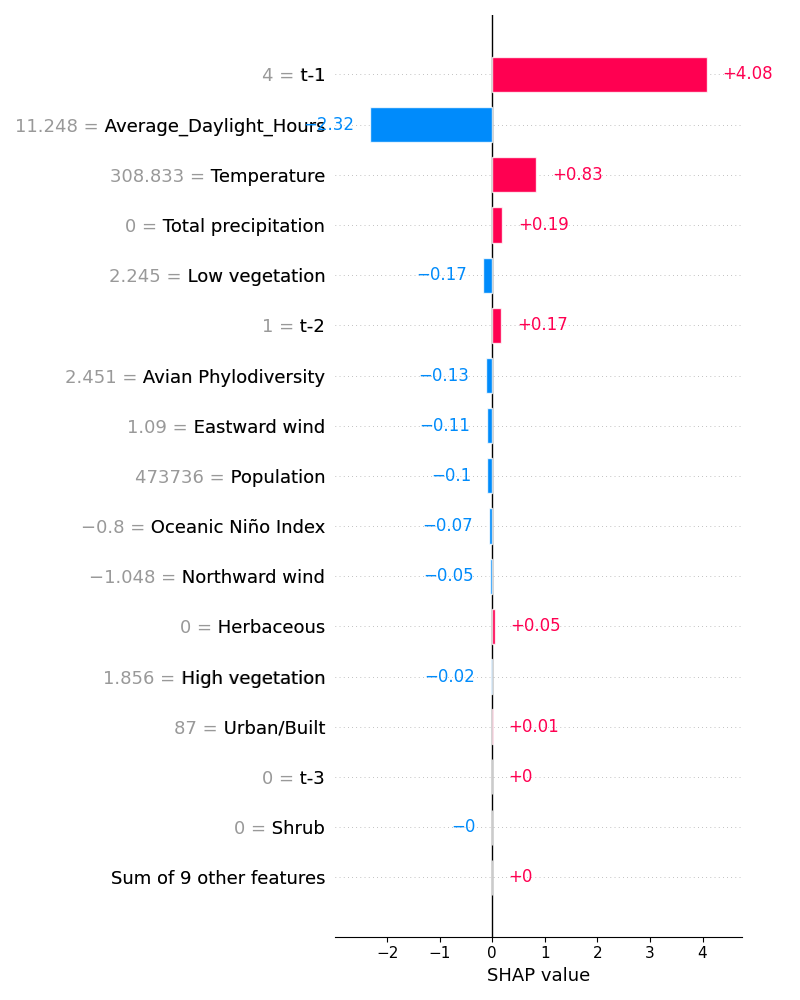 4 = t-1 +4.08
11.248 = Average_Daylight_Hours −2.32
308.833 = Temperature +0.83
0 = Total precipitation +0.19
2.245 = Low vegetation −0.17
1 = t-2 +0.17
2.451 = Avian Phylodiversity −0.13
1.09 = Eastward wind −0.11
473736 = Population −0.1
−0.8 = Oceanic Niño Index −0.07
−1.048 = Northward wind −0.05
0 = Herbaceous +0.05
1.856 = High vegetation −0.02
87 = Urban/Built +0.01
0 = t-3 +0
0 = Shrub −0
Sum of 9 other features +0
−2 −1 0 1 2 3 4
SHAP value